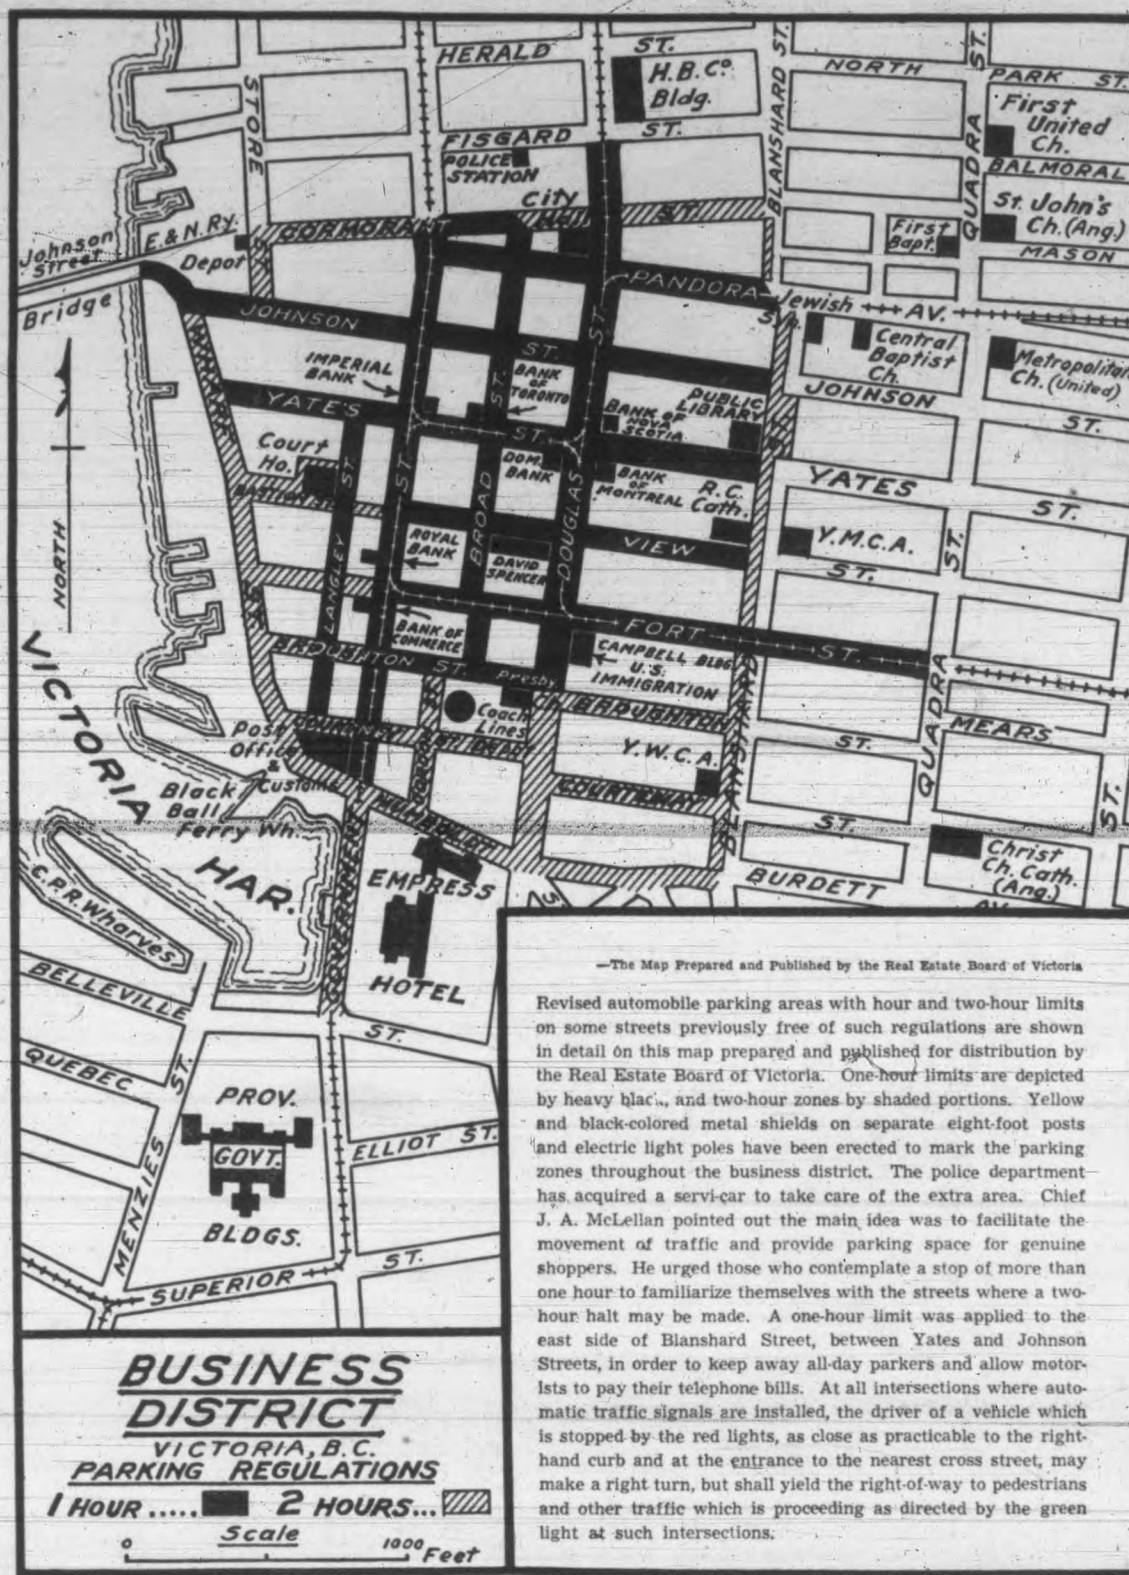 HERALD ST.
H.B.Co. Bldg.
STORE
ST.
BLANSHARD ST.
NORTH PARK ST.
QUADRA ST.
First
United
Ch.
FISGARD ST.
POLICE
STATION
BALMORAL
City
Hall
St. John's
Ch. (Ang.)
CORMORANT ST.
First
Bapt.
MASON
Johnson
Street
Bridge
E. & N. Ry.
Depot
PANDORA AV.
Jewish
Central
Baptist
Ch.
Metropolitan
Ch. (United)
JOHNSON ST.
IMPERIAL
BANK
BANK
OF
TORONTO
JOHNSON
ST.
YATES ST.
BANK OF
NOVA
SCOTIA
PUBLIC
LIBRARY
Court
Ho.
DOM.
BANK
BANK
OF
MONTREAL
R.C.
Cath.
YATES
ST.
BASTION
LANGLEY ST.
ST.
BROAD ST.
DOUGLAS ST.
NORTH
ROYAL
BANK
DAVID
SPENCER
VIEW
ST.
Y.M.C.A.
ST.
BANK OF
COMMERCE
FORT ST.
CAMPBELL BLDG.
U.S.
IMMIGRATION
QUADRA
ST.
BROUGHTON ST.
Presby.
Ch.
BROUGHTON
ST.
MEARS
ST.
VICTORIA
HAR.
Coach
Lines
COURTNEY
GORDON
Post
Office
&
Customs
Y.W.C.A.
COURTENAY
ST.
BLANSHARD
Black
Ball
Ferry Wh.
HUMBOLDT
GOVERNMENT
EMPRESS
HOTEL
BURDETT
AV.
Christ
Ch. Cath.
(Ang.)
C.P.R. Wharves
BELLEVILLE ST.
QUEBEC
MENZIES ST.
PROV.
GOVT.
BLDGS.
ELLIOT ST.
SUPERIOR ST.
BUSINESS
DISTRICT
VICTORIA, B.C.
PARKING REGULATIONS
1 HOUR ..... 2 HOURS...
Scale
0 1000 Feet
—The Map Prepared and Published by the Real Estate Board of Victoria
Revised automobile parking areas with hour and two-hour limits
on some streets previously free of such regulations are shown
in detail on this map prepared and published for distribution by
the Real Estate Board of Victoria. One-hour limits are depicted
by heavy blac., and two-hour zones by shaded portions. Yellow
and black-colored metal shields on separate eight-foot posts
and electric light poles have been erected to mark the parking
zones throughout the business district. The police department
has acquired a servi-car to take care of the extra area. Chief
J. A. McLellan pointed out the main idea was to facilitate the
movement of traffic and provide parking space for genuine
shoppers. He urged those who contemplate a stop of more than
one hour to familiarize themselves with the streets where a two-
hour halt may be made. A one-hour limit was applied to the
east side of Blanshard Street, between Yates and Johnson
Streets, in order to keep away all-day parkers and allow motor-
ists to pay their telephone bills. At all intersections where auto-
matic traffic signals are installed, the driver of a vehicle which
is stopped by the red lights, as close as practicable to the right-
hand curb and at the entrance to the nearest cross street, may
make a right turn, but shall yield the right-of-way to pedestrians
and other traffic which is proceeding as directed by the green
light at such intersections.